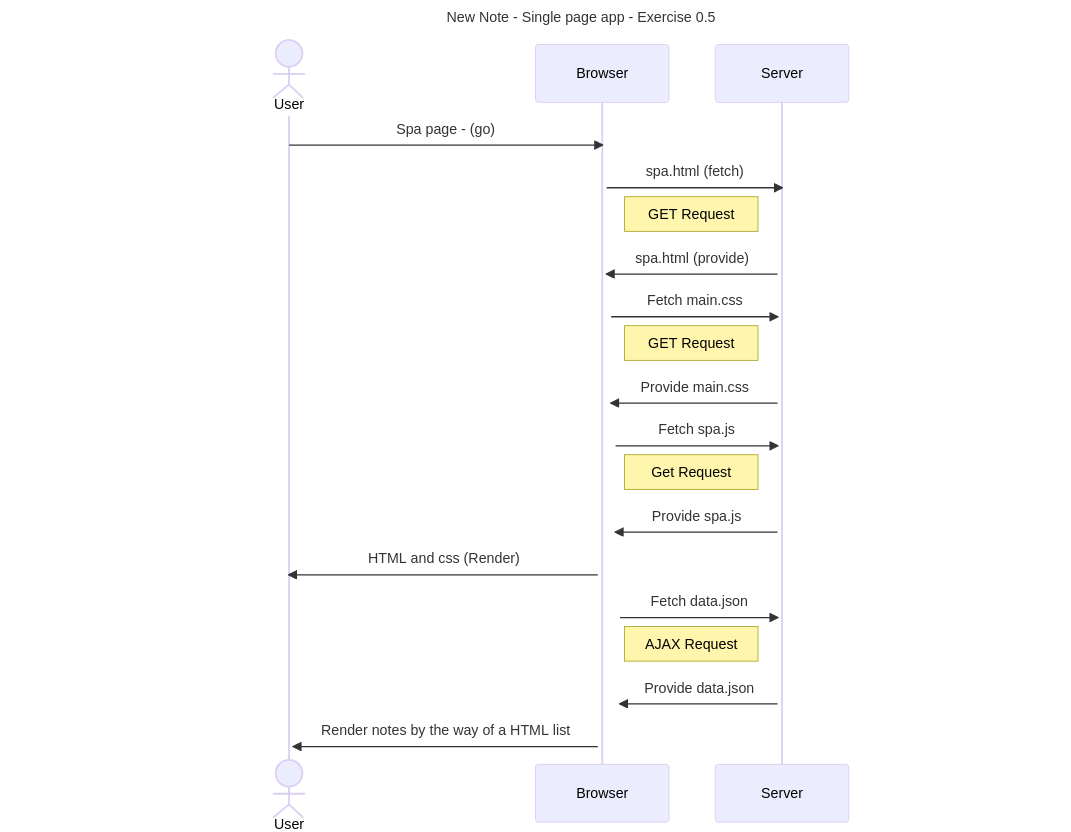 New Note - Single page app - Exercise 0.5
User
Browser
Server
Spa page - (go)
spa.html (fetch)
GET Request
spa.html (provide)
Fetch main.css
GET Request
Provide main.css
Fetch spa.js
Get Request
Provide spa.js
HTML and css (Render)
Fetch data.json
AJAX Request
Provide data.json
Render notes by the way of a HTML list
User
Browser
Server